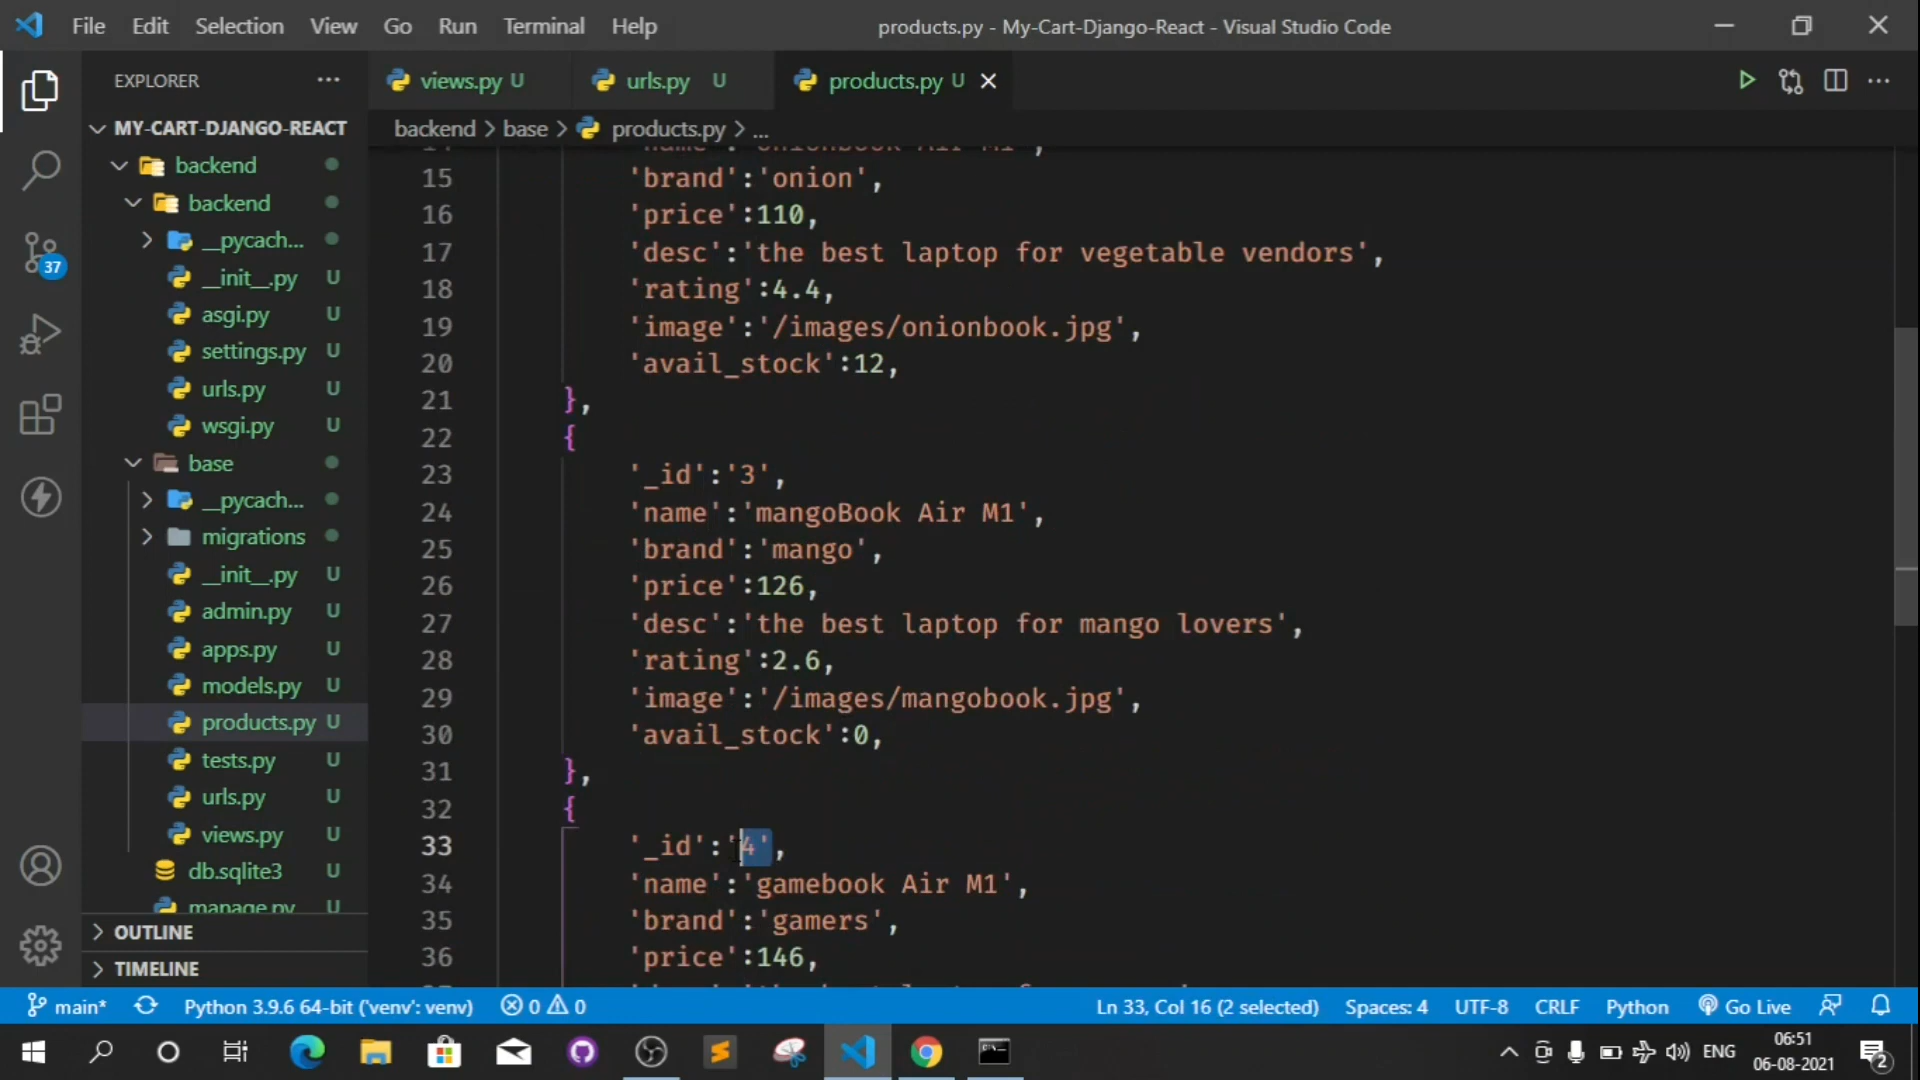 File Edit Selection View Go Run Terminal Help
products.py - My-Cart-Django-React - Visual Studio Code
EXPLORER
views.py U
urls.py U
products.py U
MY-CART-DJANGO-REACT
backend > base > products.py > ...
backend
backend
__pycach...
__init__.py U
asgi.py U
settings.py U
urls.py U
wsgi.py U
base
__pycach...
migrations
__init__.py U
admin.py U
apps.py U
models.py U
products.py U
tests.py U
urls.py U
views.py U
db.sqlite3 U
manage.py U
OUTLINE
TIMELINE
37
14 'name':'onionBook Air M1',
15 'brand':'onion',
16 'price':110,
17 'desc':'the best laptop for vegetable vendors',
18 'rating':4.4,
19 'image':'/images/onionbook.jpg',
20 'avail_stock':12,
21 },
22 {
23 '_id':'3',
24 'name':'mangoBook Air M1',
25 'brand':'mango',
26 'price':126,
27 'desc':'the best laptop for mango lovers',
28 'rating':2.6,
29 'image':'/images/mangobook.jpg',
30 'avail_stock':0,
31 },
32 {
33 '_id':'4',
34 'name':'gamebook Air M1',
35 'brand':'gamers',
36 'price':146,
main* Python 3.9.6 64-bit ('venv': venv) 0 0 Ln 33, Col 16 (2 selected) Spaces: 4 UTF-8 CRLF Python Go Live
ENG
06:51
06-08-2021
2